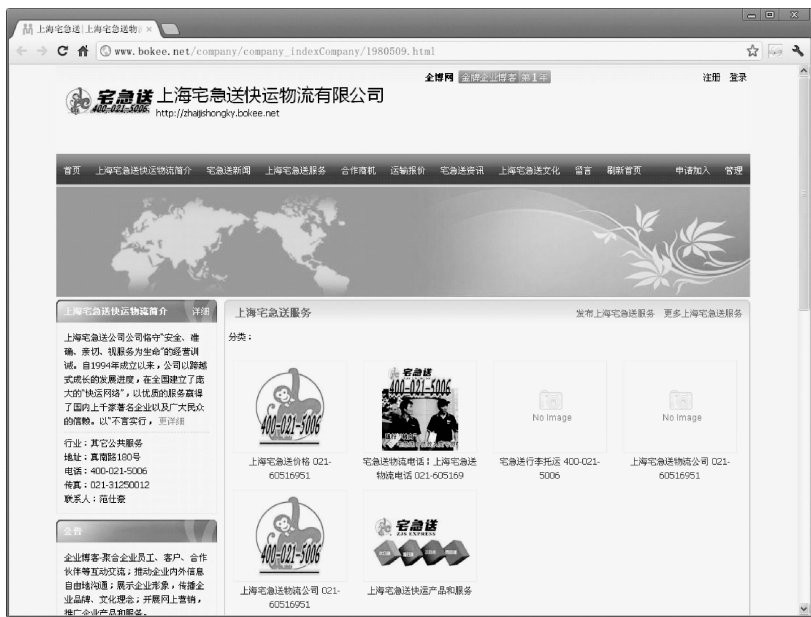 上海宅急送|上海宅急送物
www.bokee.net/company/company_indexCompany/1980509.html
企博网 金牌企业博客 第1年
注册 登录
宅急送 400-021-5006
上海宅急送快运物流有限公司
http://zhaijishongky.bokee.net
首页 上海宅急送快运物流简介 宅急送新闻 上海宅急送服务 合作商机 运输报价 宅急送资讯 上海宅急送文化 留言 刷新首页 申请加入 管理
上海宅急送快运物流简介 详细
上海宅急送公司公司恪守“安全、准
确、亲切、视服务为生命”的经营训
诫。自1994年成立以来，公司以跨越
式成长的发展进度，在全国建立了庞
大的“快运网络”，以优质的服务赢得
了国内上千家著名企业以及广大民众
的信赖。以“不言实行， 更详细
行业：其它公共服务
地址：真南路180号
电话：400-021-5006
传真：021-31250012
联系人：范仕豪
公告
企业博客-聚合企业员工、客户、合作
伙伴等互动交流；推动企业内外信息
自由地沟通；展示企业形象，传播企
业品牌、文化理念；开展网上营销，
推广企业产品和服务。
上海宅急送服务
发布上海宅急送服务 更多上海宅急送服务
分类：
400-021-5006
宅急送
400-021-5006
No Image
No Image
上海宅急送价格 021-
60516951
宅急送物流电话；上海宅急送
物流电话 021-605169
宅急送行李托运 400-021-
5006
上海宅急送物流公司 021-
60516951
400-021-5006
宅急送
ZJS EXPRESS
上海宅急送物流公司 021-
60516951
上海宅急送快运产品和服务